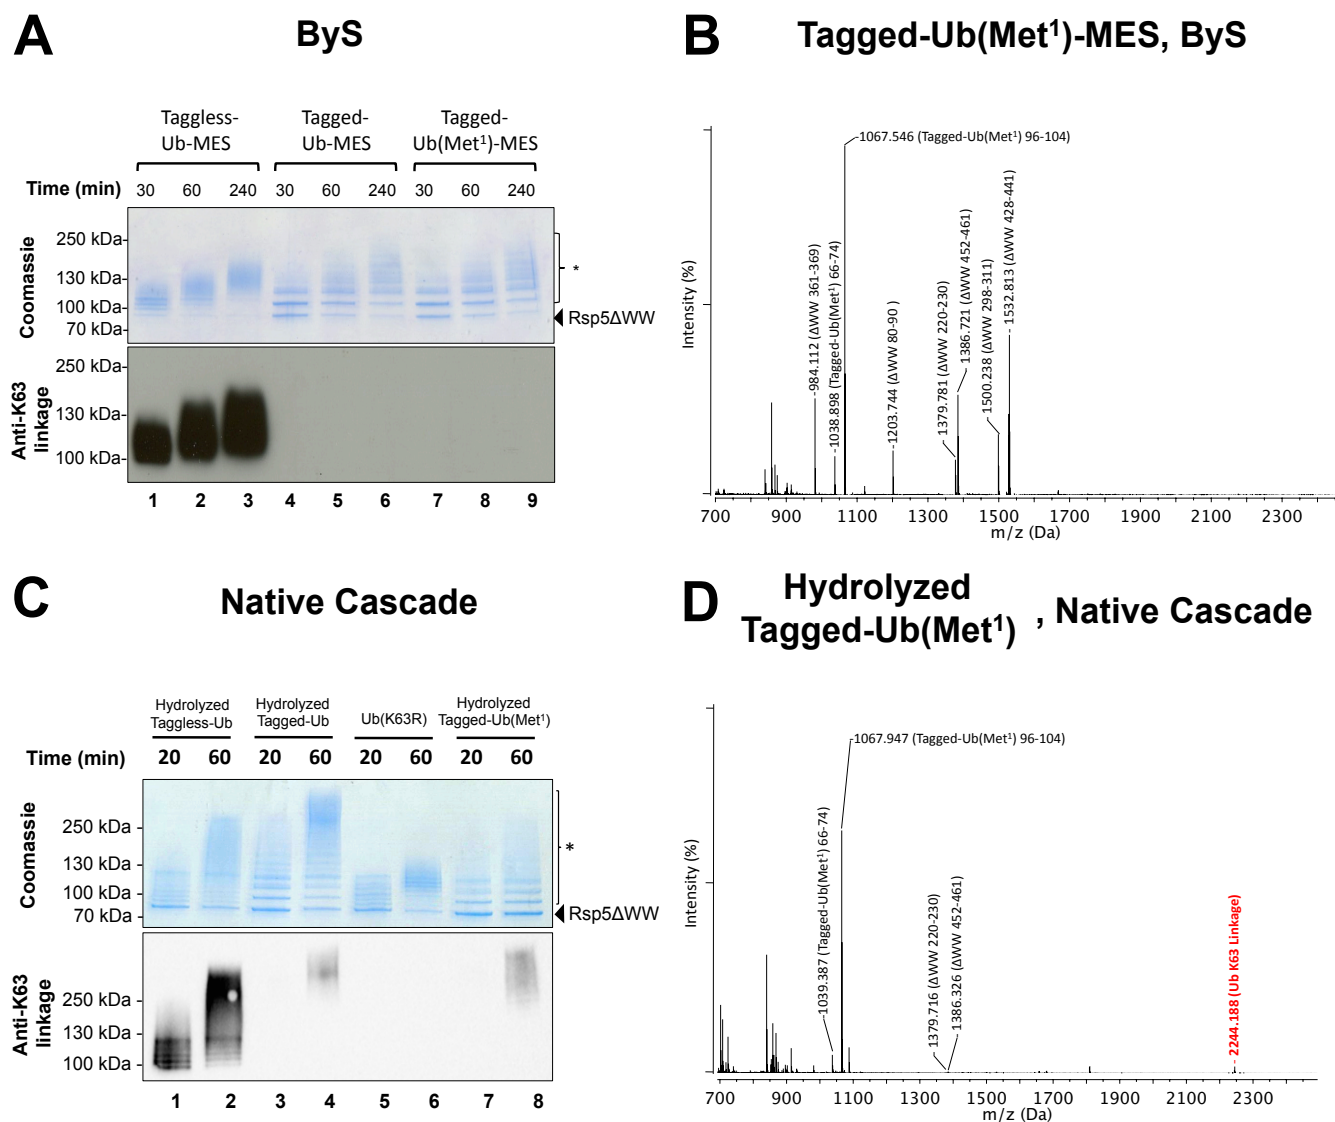 A
ByS
Taggless-
Ub-MES
Tagged-
Ub-MES
Tagged-
Ub(Met¹)-MES
Time (min)
30 60 240 30 60 240 30 60 240
Coomassie
250 kDa-
130 kDa-
100 kDa-
70 kDa-
*
Rsp5ΔWW
Anti-K63
linkage
250 kDa-
130 kDa-
100 kDa-
1 2 3 4 5 6 7 8 9
B
Tagged-Ub(Met¹)-MES, ByS
Intensity (%)
984.112 (ΔWW 361-369)
1038.898 (Tagged-Ub(Met¹) 66-74)
1067.546 (Tagged-Ub(Met¹) 96-104)
1203.744 (ΔWW 80-90 )
1379.781 (ΔWW 220-230)
1386.721 (ΔWW 452-461)
1500.238 (ΔWW 298-311)
1532.813 (ΔWW 428-441)
700 900 1100 1300 1500 1700 1900 2100 2300
m/z (Da)
C
Native Cascade
Hydrolyzed
Taggless-Ub
Hydrolyzed
Tagged-Ub
Ub(K63R)
Hydrolyzed
Tagged-Ub(Met¹)
Time (min)
20 60 20 60 20 60 20 60
Coomassie
250 kDa-
130 kDa-
100 kDa-
70 kDa-
*
Rsp5ΔWW
Anti-K63
linkage
250 kDa-
130 kDa-
100 kDa-
1 2 3 4 5 6 7 8
D
Hydrolyzed
Tagged-Ub(Met¹) , Native Cascade
Intensity (%)
1039.387 (Tagged-Ub(Met¹) 66-74)
1067.947 (Tagged-Ub(Met¹) 96-104)
1379.716 (ΔWW 220-230)
1386.326 (ΔWW 452-461)
2244.188 (Ub K63 Linkage)
700 900 1100 1300 1500 1700 1900 2100 2300
m/z (Da)